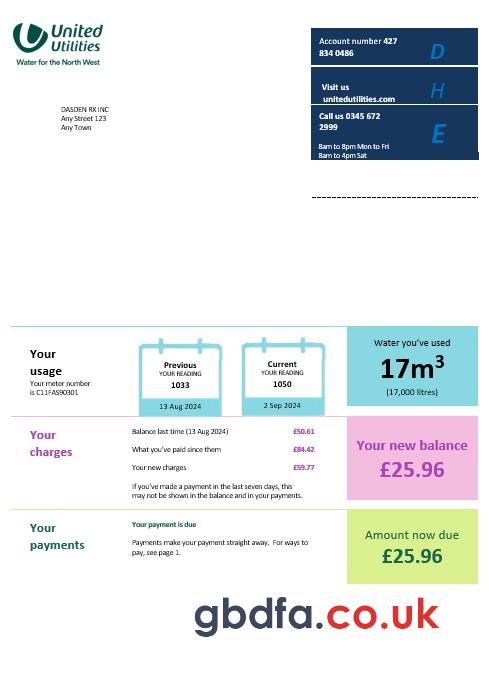 United
Utilities
Water for the North West
Account number 427
834 0486
D
Visit us
unitedutilities.com
H
Call us 0345 672
2999
E
8am to 8pm Mon to Fri
8am to 4pm Sat
DASDEN RX INC
Any Street 123
Any Town
Your
usage
Your meter number
is C11FAS90301
Previous
YOUR READING
1033
13 Aug 2024
Current
YOUR READING
1050
2 Sep 2024
Water you've used
17m³
(17,000 litres)
Your
charges
Balance last time (13 Aug 2024) £50.61
What you've paid since them £84.42
Your new charges £59.77
If you've made a payment in the last seven days, this
may not be shown in the balance and in your payments.
Your new balance
£25.96
Your
payments
Your payment is due
Payments make your payment straight away. For ways to
pay, see page 1.
Amount now due
£25.96
gbdfa.co.uk